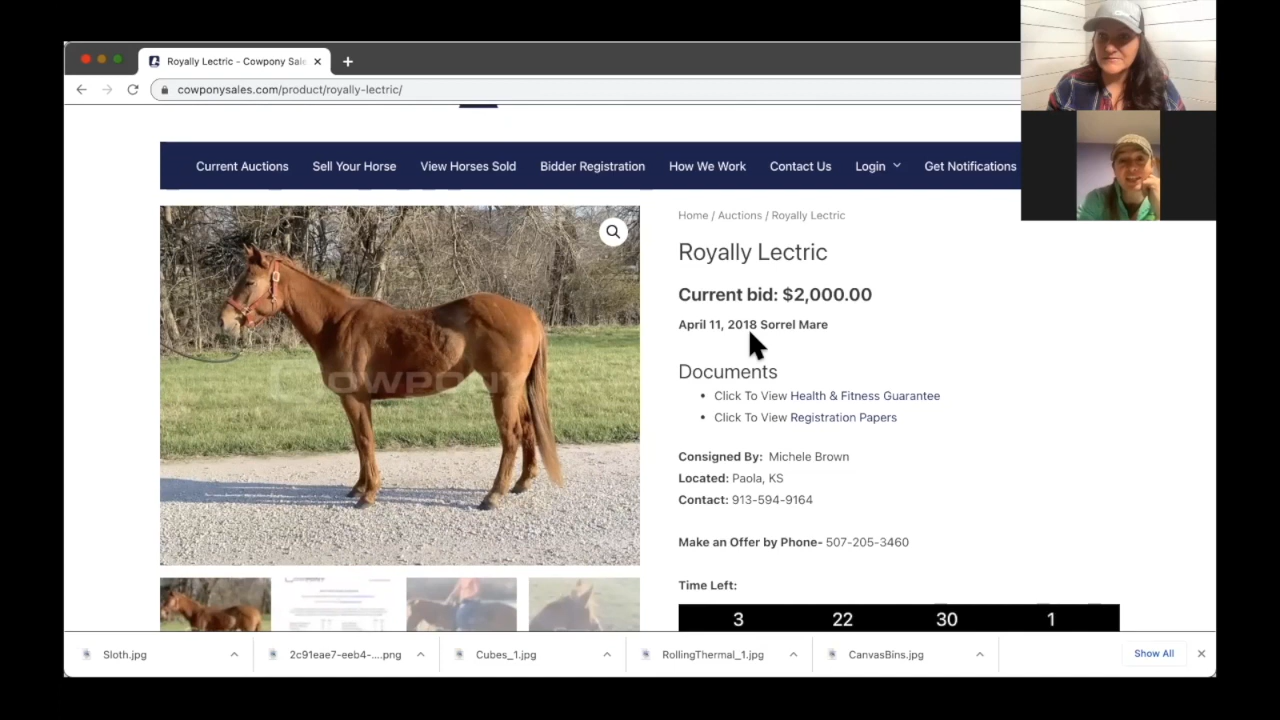 Royally Lectric - Cowpony Sale
cowponysales.com/product/royally-lectric/
Current Auctions Sell Your Horse View Horses Sold Bidder Registration How We Work Contact Us Login Get Notifications
Home / Auctions / Royally Lectric
Royally Lectric
Current bid: $2,000.00
April 11, 2018 Sorrel Mare
Documents
• Click To View Health & Fitness Guarantee
• Click To View Registration Papers
Consigned By: Michele Brown
Located: Paola, KS
Contact: 913-594-9164
Make an Offer by Phone- 507-205-3460
Time Left:
3 22 30 1
COWPONY
Sloth.jpg 2c91eae7-eeb4-....png Cubes_1.jpg RollingThermal_1.jpg CanvasBins.jpg Show All